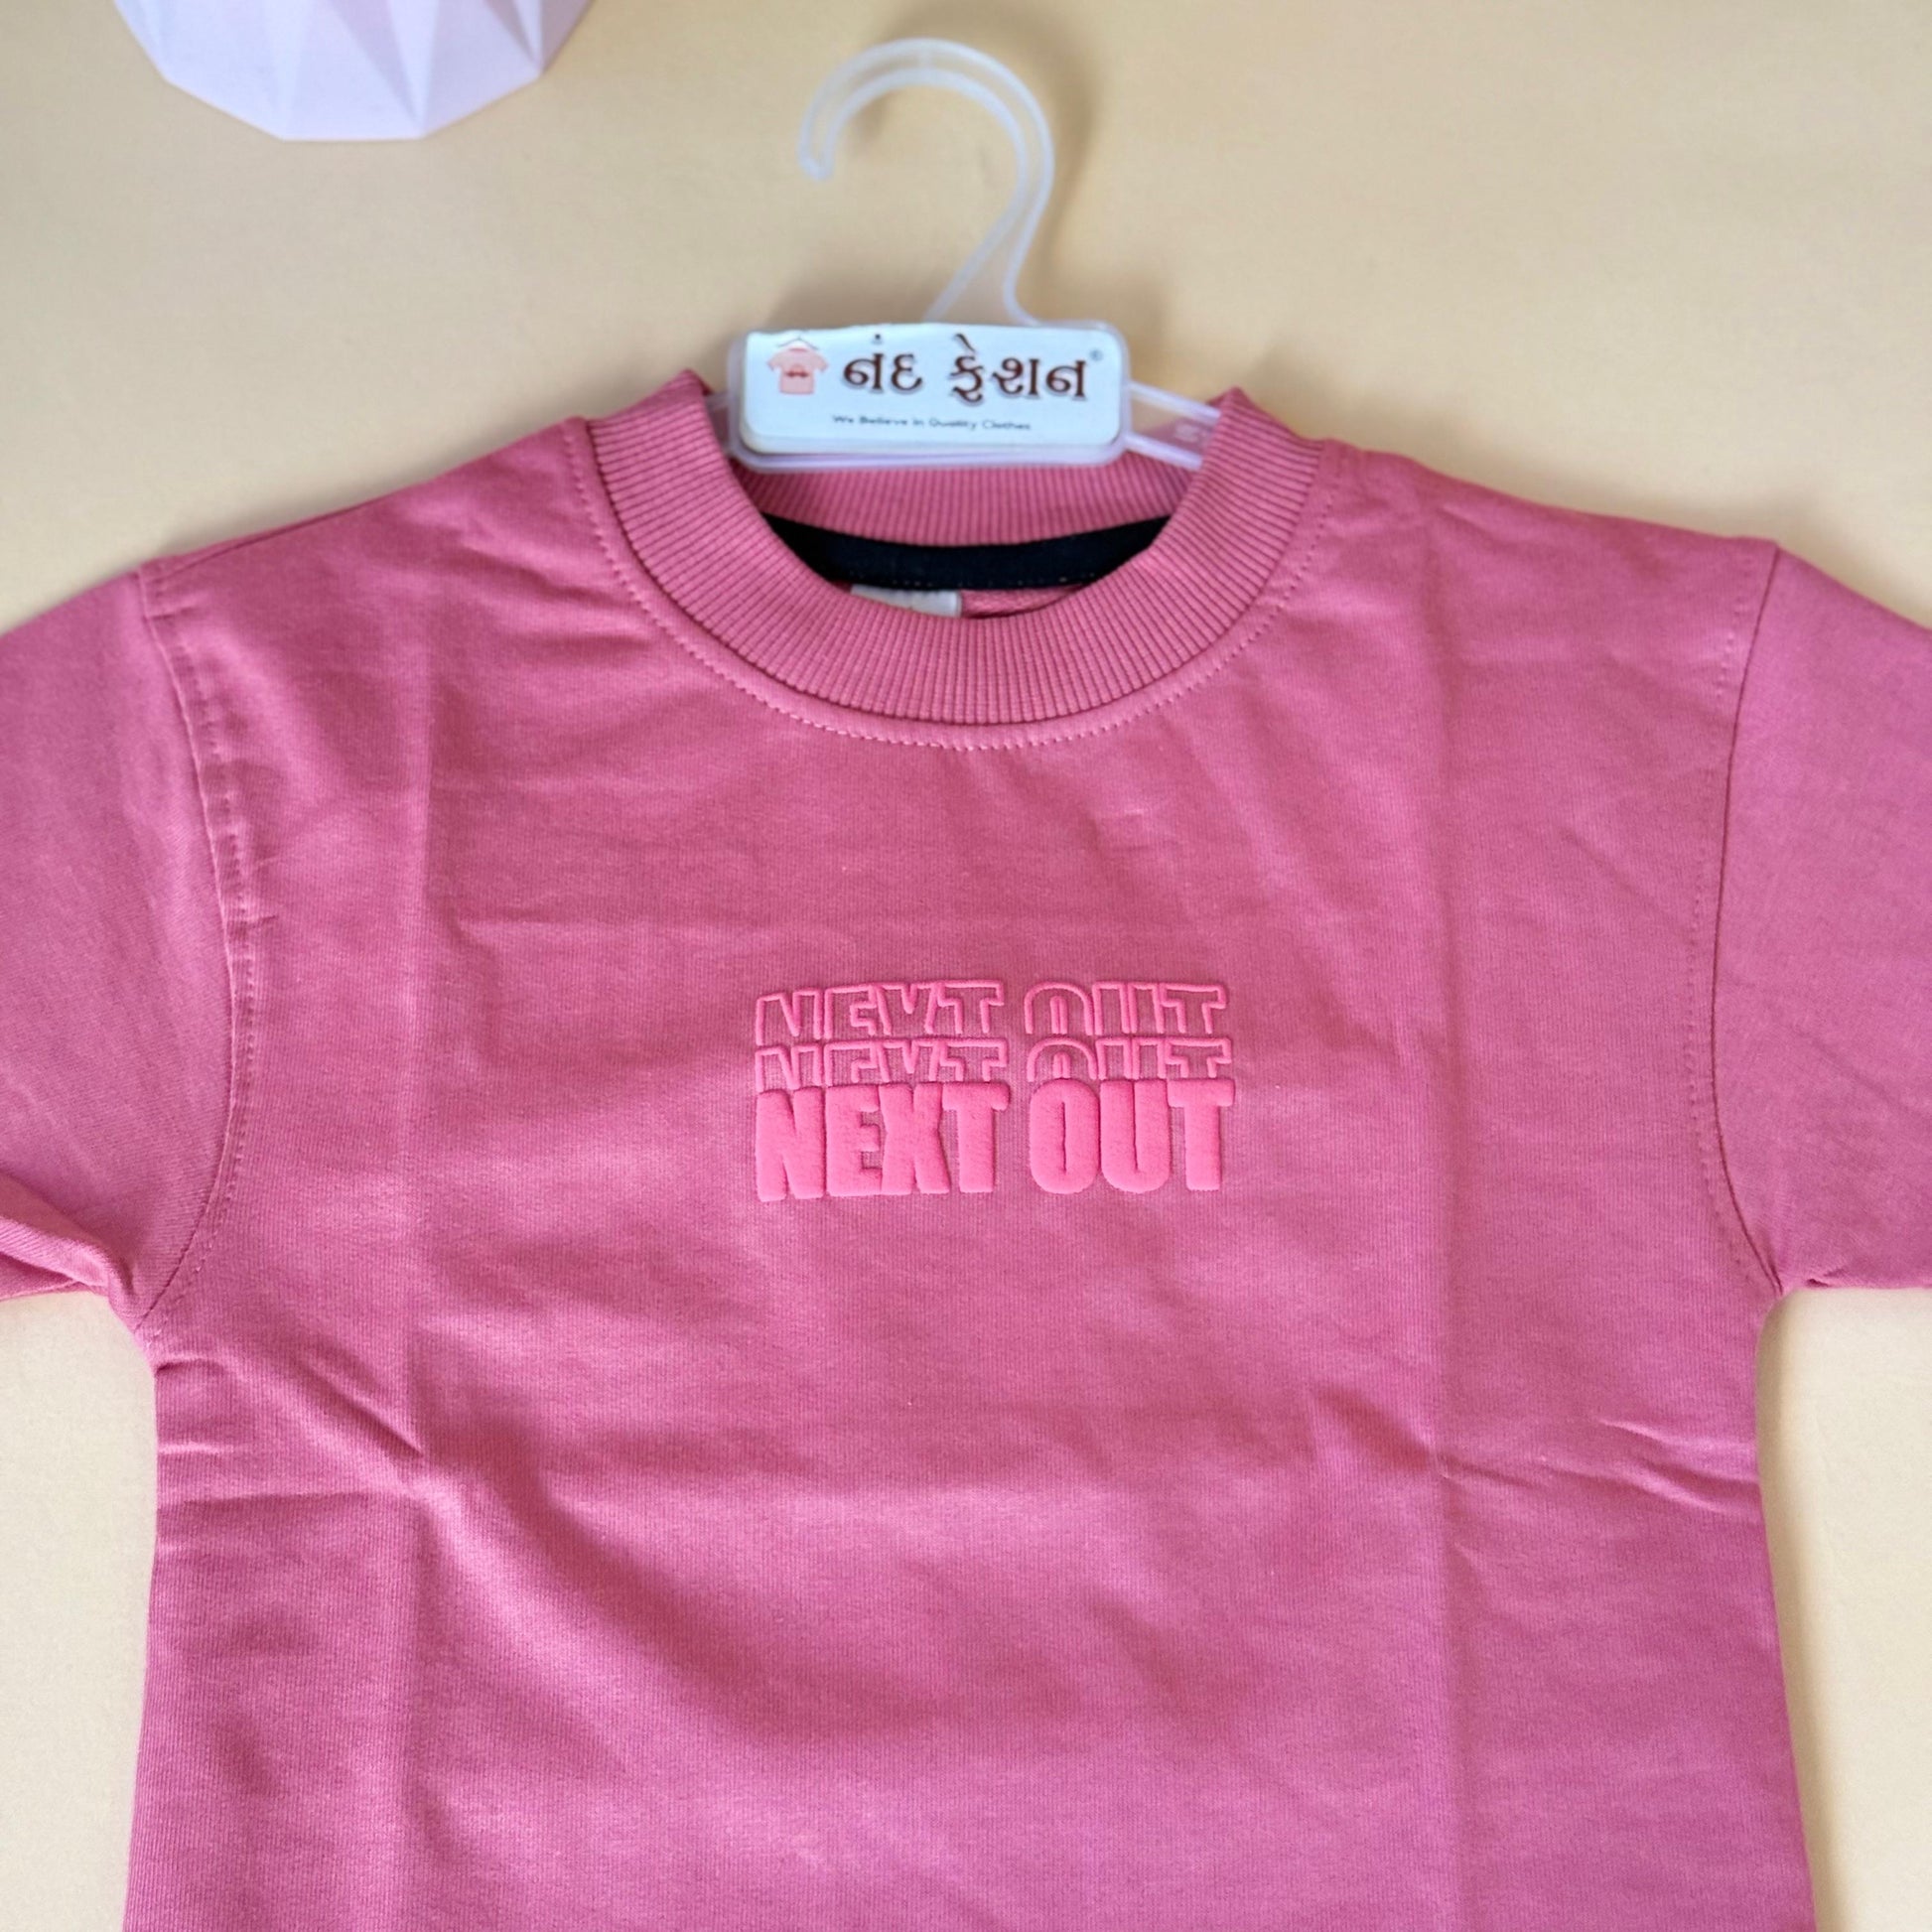 નંદ ફેશન®
We Believe in Quality Clothes
NEXT OUT
NEXT OUT
NEXT OUT